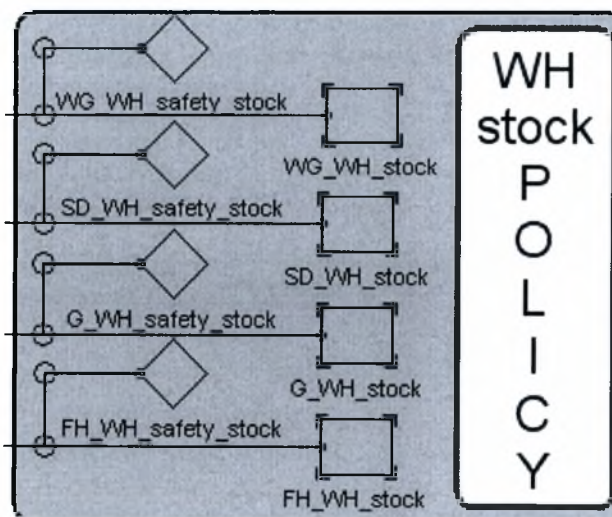 WG_WH_safety_stock
WG_WH_stock
SD_WH_safety_stock
SD_WH_stock
G_WH_safety_stock
G_WH_stock
FH_WH_safety_stock
FH_WH_stock
WH
stock
P
O
L
I
C
Y